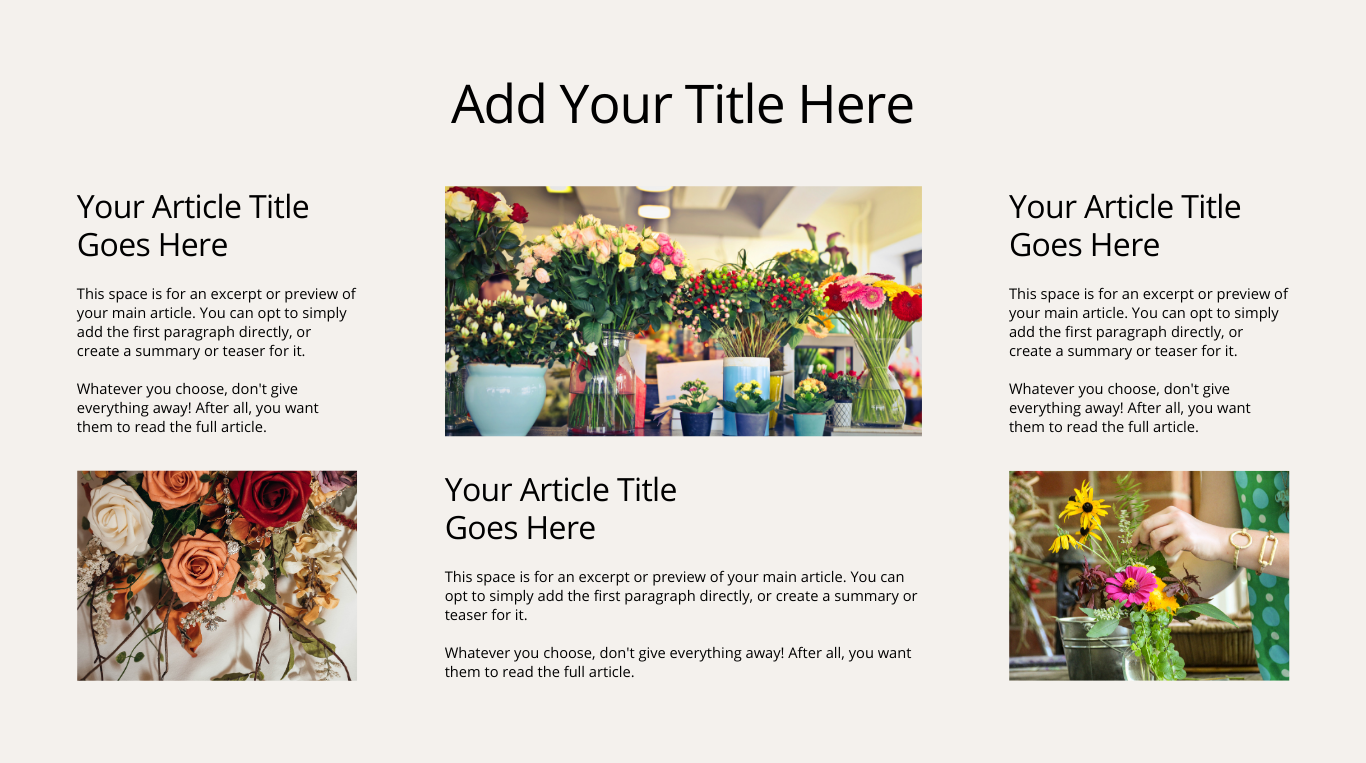 Add Your Title Here
Your Article Title
Goes Here
This space is for an excerpt or preview of
your main article. You can opt to simply
add the first paragraph directly, or
create a summary or teaser for it.
Whatever you choose, don't give
everything away! After all, you want
them to read the full article.
Your Article Title
Goes Here
This space is for an excerpt or preview of your main article. You can
opt to simply add the first paragraph directly, or create a summary or
teaser for it.
Whatever you choose, don't give everything away! After all, you want
them to read the full article.
Your Article Title
Goes Here
This space is for an excerpt or preview of
your main article. You can opt to simply
add the first paragraph directly, or
create a summary or teaser for it.
Whatever you choose, don't give
everything away! After all, you want
them to read the full article.